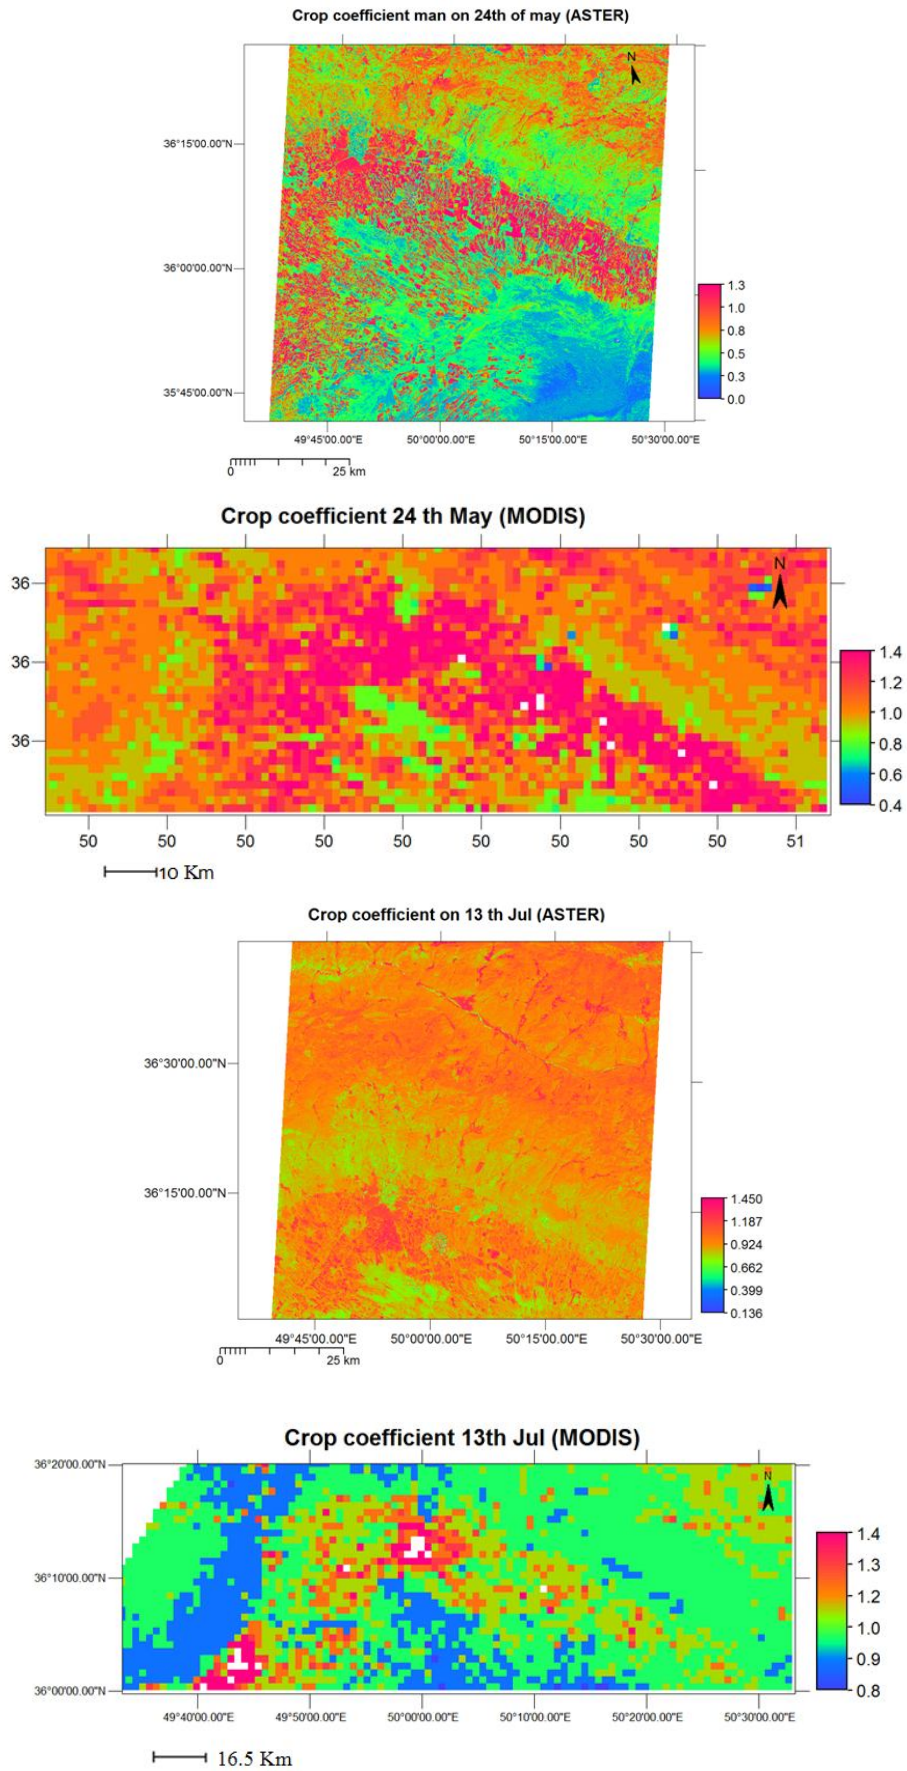 Crop coefficient man on 24th of may (ASTER)
N
36°15'00.00"N
36°00'00.00"N
35°45'00.00"N
1.3
1.0
0.8
0.5
0.3
0.0
49°45'00.00"E 50°00'00.00"E 50°15'00.00"E 50°30'00.00"E
0 25 km
Crop coefficient 24 th May (MODIS)
N
36
36
36
1.4
1.2
1.0
0.8
0.6
0.4
50 50 50 50 50 50 50 50 50 51
10 Km
Crop coefficient on 13 th Jul (ASTER)
36°30'00.00"N
36°15'00.00"N
1.450
1.187
0.924
0.662
0.399
0.136
49°45'00.00"E 50°00'00.00"E 50°15'00.00"E 50°30'00.00"E
0 25 km
Crop coefficient 13th Jul (MODIS)
N
36°20'00.00"N
36°10'00.00"N
36°00'00.00"N
1.4
1.3
1.2
1.0
0.9
0.8
49°40'00.00"E 49°50'00.00"E 50°00'00.00"E 50°10'00.00"E 50°20'00.00"E 50°30'00.00"E
16.5 Km